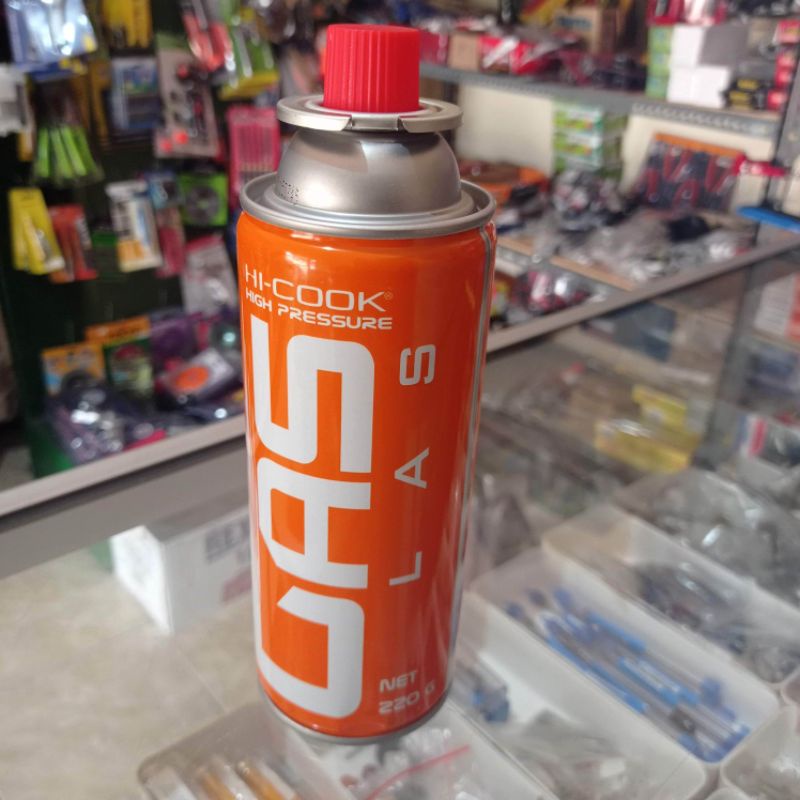 HI-COOK®
HIGH PRESSURE
GAS
LAS
NET
220 G